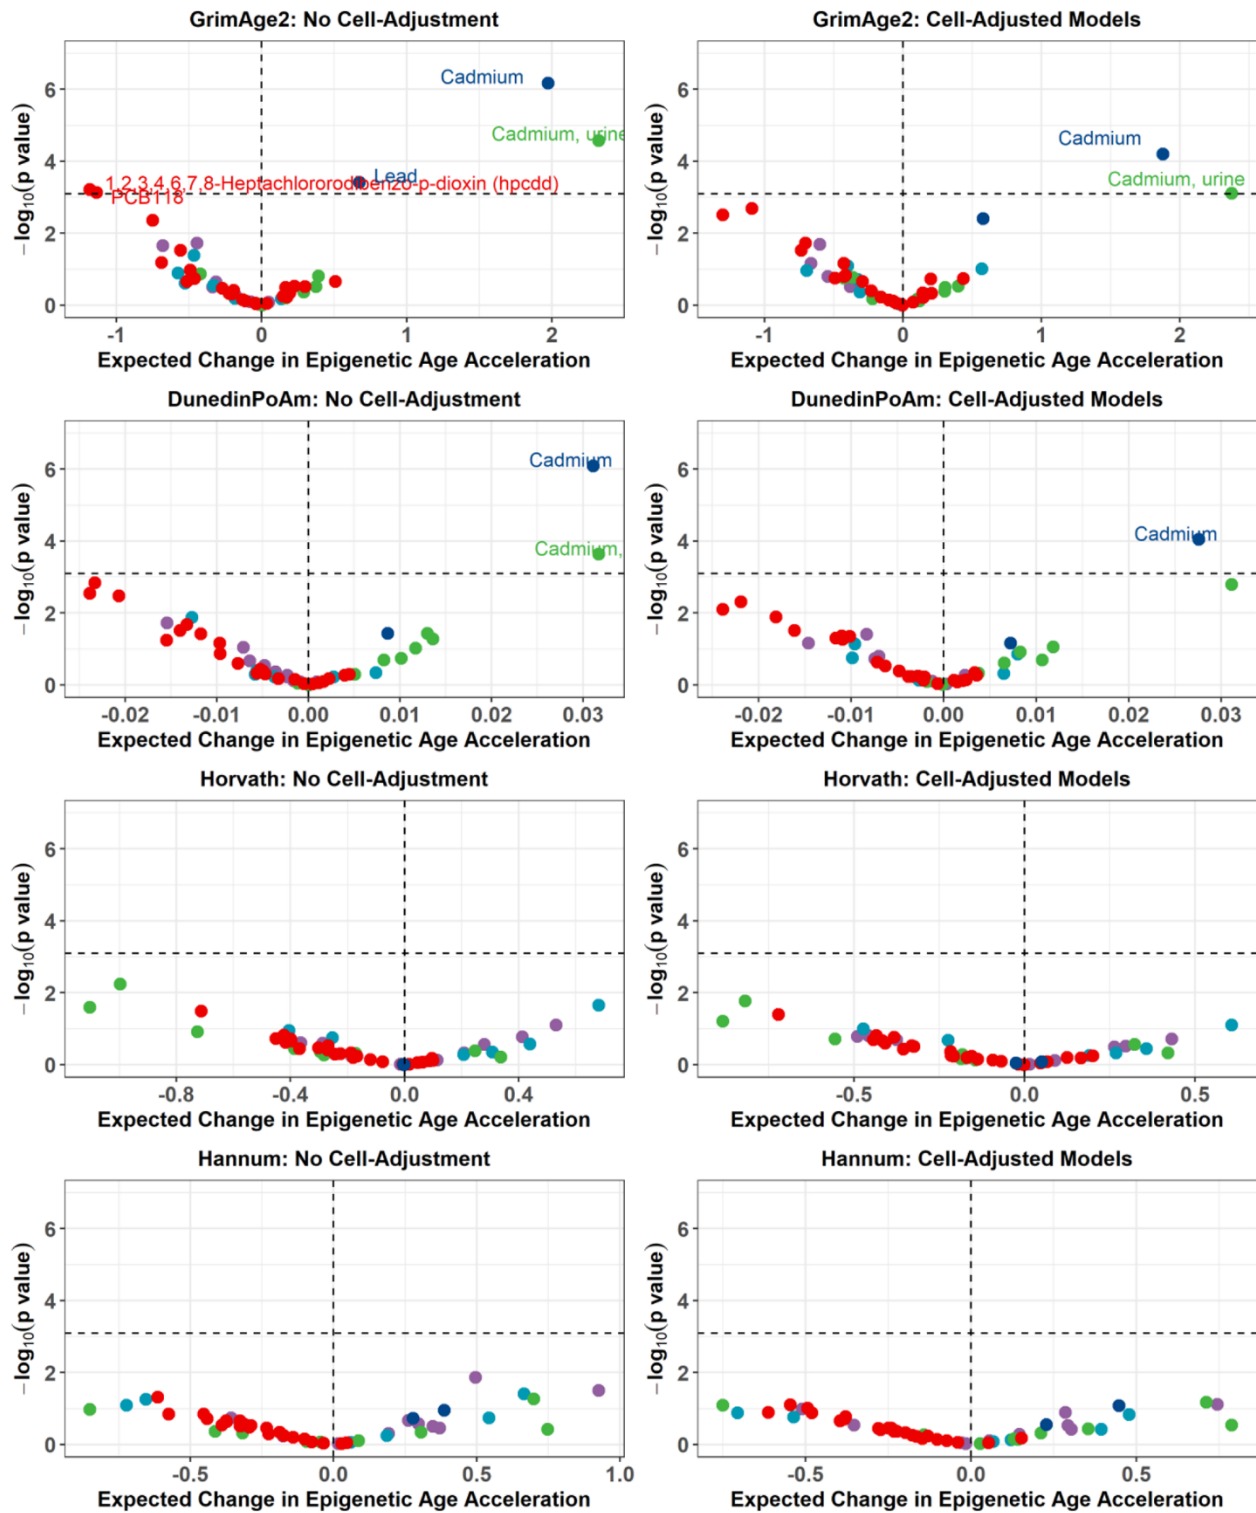 GrimAge2: No Cell-Adjustment
GrimAge2: Cell-Adjusted Models
−log10(p value)
6
4
2
0
Cadmium
Cadmium, urine
Lead
1,2,3,4,6,7,8-Heptachlororodibenzo-p-dioxin (hpcdd)
PCB118
-1
0
1
2
Expected Change in Epigenetic Age Acceleration
−log10(p value)
6
4
2
0
Cadmium
Cadmium, urine
-1
0
1
2
Expected Change in Epigenetic Age Acceleration
DunedinPoAm: No Cell-Adjustment
DunedinPoAm: Cell-Adjusted Models
−log10(p value)
6
4
2
0
Cadmium
Cadmium,
-0.02
-0.01
0.00
0.01
0.02
0.03
Expected Change in Epigenetic Age Acceleration
−log10(p value)
6
4
2
0
Cadmium
-0.02
-0.01
0.00
0.01
0.02
0.03
Expected Change in Epigenetic Age Acceleration
Horvath: No Cell-Adjustment
Horvath: Cell-Adjusted Models
−log10(p value)
6
4
2
0
-0.8
-0.4
0.0
0.4
Expected Change in Epigenetic Age Acceleration
−log10(p value)
6
4
2
0
-0.5
0.0
0.5
Expected Change in Epigenetic Age Acceleration
Hannum: No Cell-Adjustment
Hannum: Cell-Adjusted Models
−log10(p value)
6
4
2
0
-0.5
0.0
0.5
1.0
Expected Change in Epigenetic Age Acceleration
−log10(p value)
6
4
2
0
-0.5
0.0
0.5
Expected Change in Epigenetic Age Acceleration